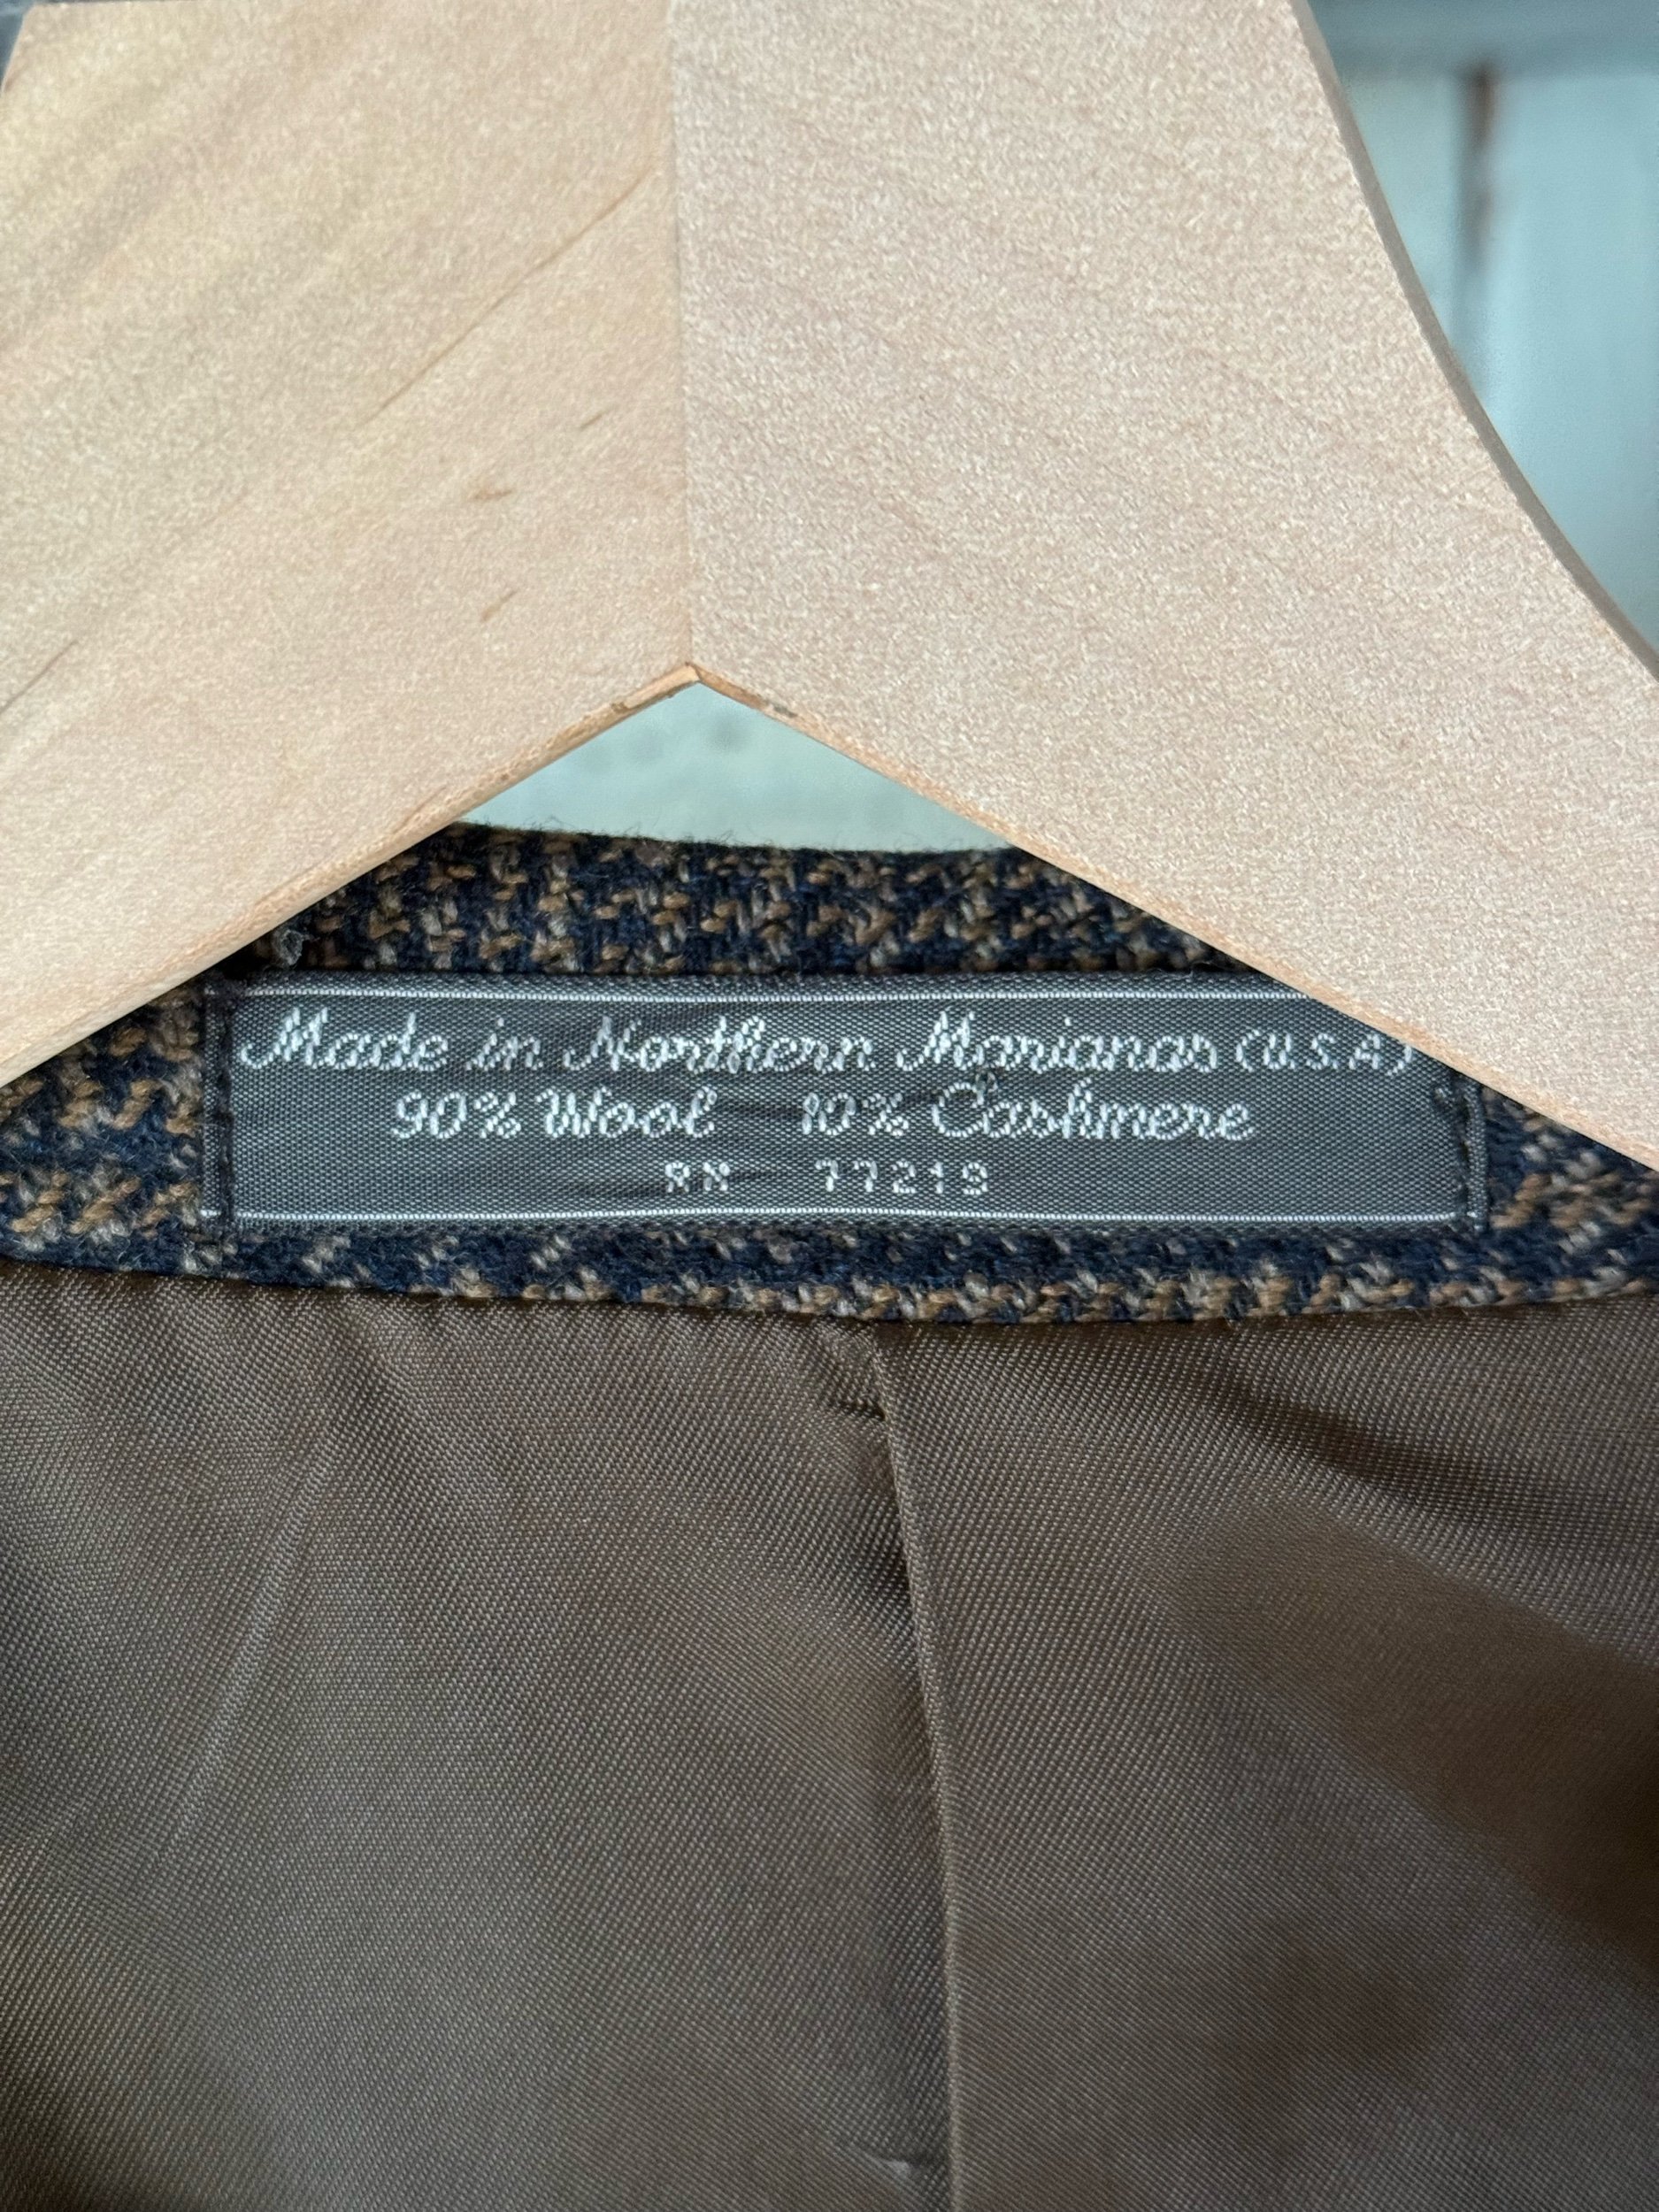 Made in Northern Marianas (U.S.A)
90% Wool 10% Cashmere
RN 77219